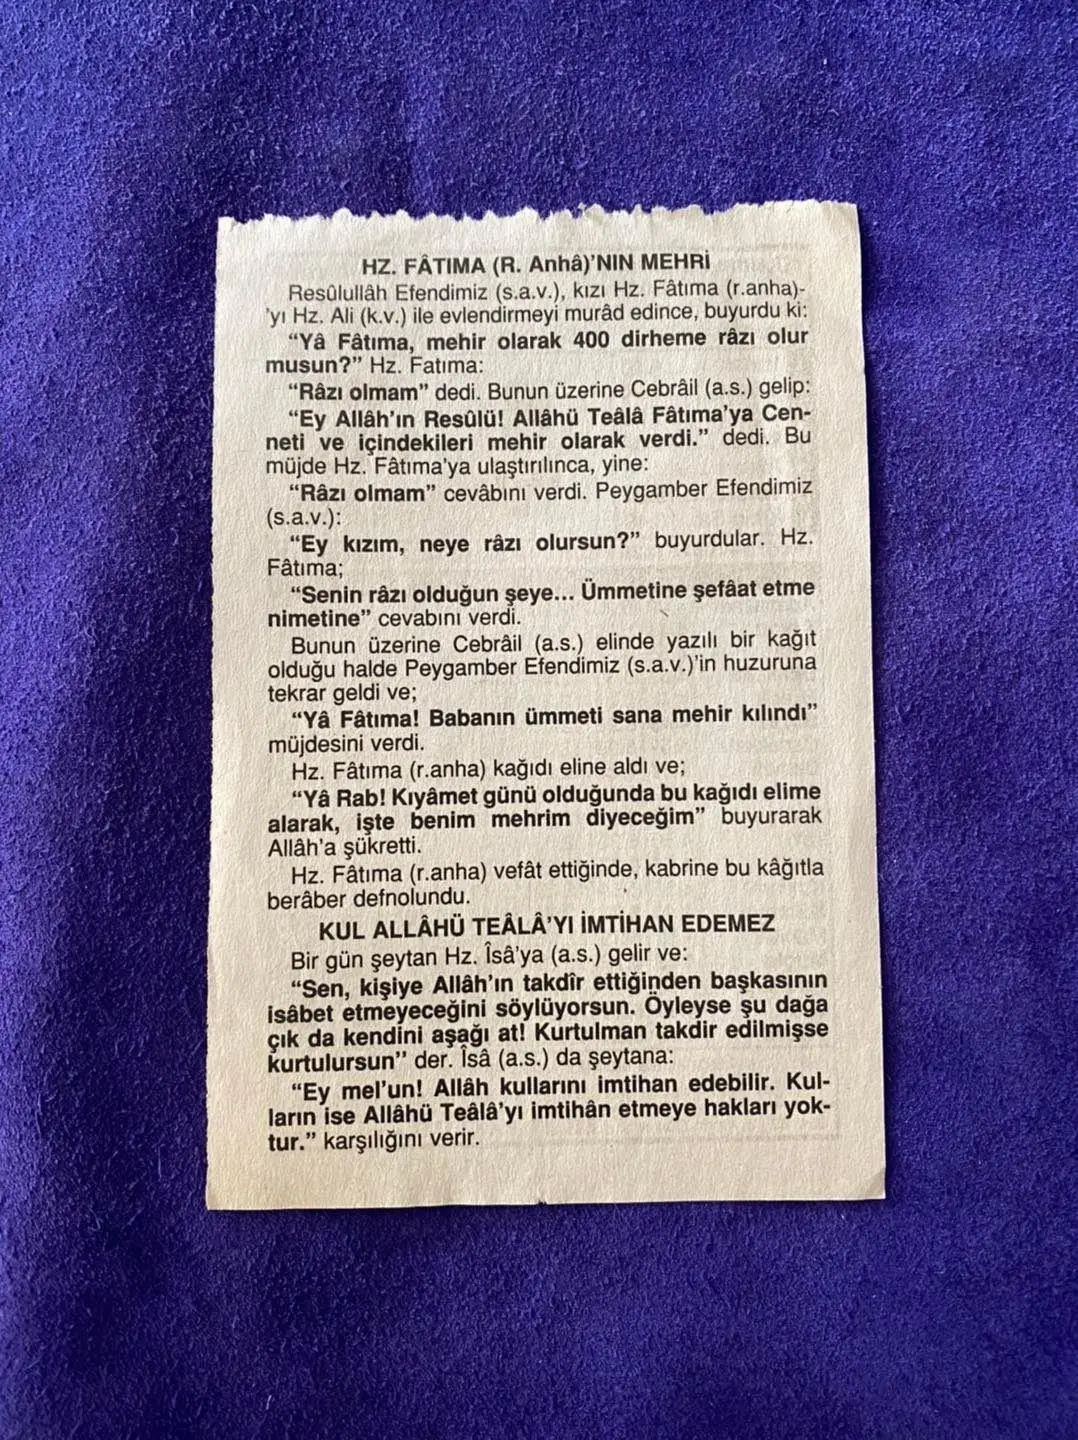 HZ. FÂTIMA (R. Anhâ)'NIN MEHRİ
Resûlullâh Efendimiz (s.a.v.), kızı Hz. Fâtıma (r.anha)-
'yı Hz. Ali (k.v.) ile evlendirmeyi murâd edince, buyurdu ki:
“Yâ Fâtıma, mehir olarak 400 dirheme râzı olur
musun?” Hz. Fatıma:
“Râzı olmam” dedi. Bunun üzerine Cebrâil (a.s.) gelip:
“Ey Allâh'ın Resûlü! Allâhü Teâlâ Fâtıma'ya Cen-
neti ve içindekileri mehir olarak verdi.” dedi. Bu
müjde Hz. Fâtıma'ya ulaştırılınca, yine:
“Râzı olmam” cevâbını verdi. Peygamber Efendimiz
(s.a.v.):
“Ey kızım, neye râzı olursun?” buyurdular. Hz.
Fâtıma;
“Senin râzı olduğun şeye... Ümmetine şefâat etme
nimetine” cevabını verdi.
Bunun üzerine Cebrâil (a.s.) elinde yazılı bir kağıt
olduğu halde Peygamber Efendimiz (s.a.v.)'in huzuruna
tekrar geldi ve;
“Yâ Fâtıma! Babanın ümmeti sana mehir kılındı”
müjdesini verdi.
Hz. Fâtıma (r.anha) kağıdı eline aldı ve;
“Yâ Rab! Kıyâmet günü olduğunda bu kağıdı elime
alarak, işte benim mehrim diyeceğim” buyurarak
Allâh'a şükretti.
Hz. Fâtıma (r.anha) vefât ettiğinde, kabrine bu kâğıtla
berâber defnolundu.
KUL ALLÂHÜ TEÂLÂ'YI İMTİHAN EDEMEZ
Bir gün şeytan Hz. Îsâ'ya (a.s.) gelir ve:
“Sen, kişiye Allâh'ın takdîr ettiğinden başkasının
isâbet etmeyeceğini söylüyorsun. Öyleyse şu dağa
çık da kendini aşağı at! Kurtulman takdir edilmişse
kurtulursun” der. Îsâ (a.s.) da şeytana:
“Ey mel'un! Allâh kullarını imtihan edebilir. Kul-
ların ise Allâhü Teâlâ'yı imtihân etmeye hakları yok-
tur.” karşılığını verir.